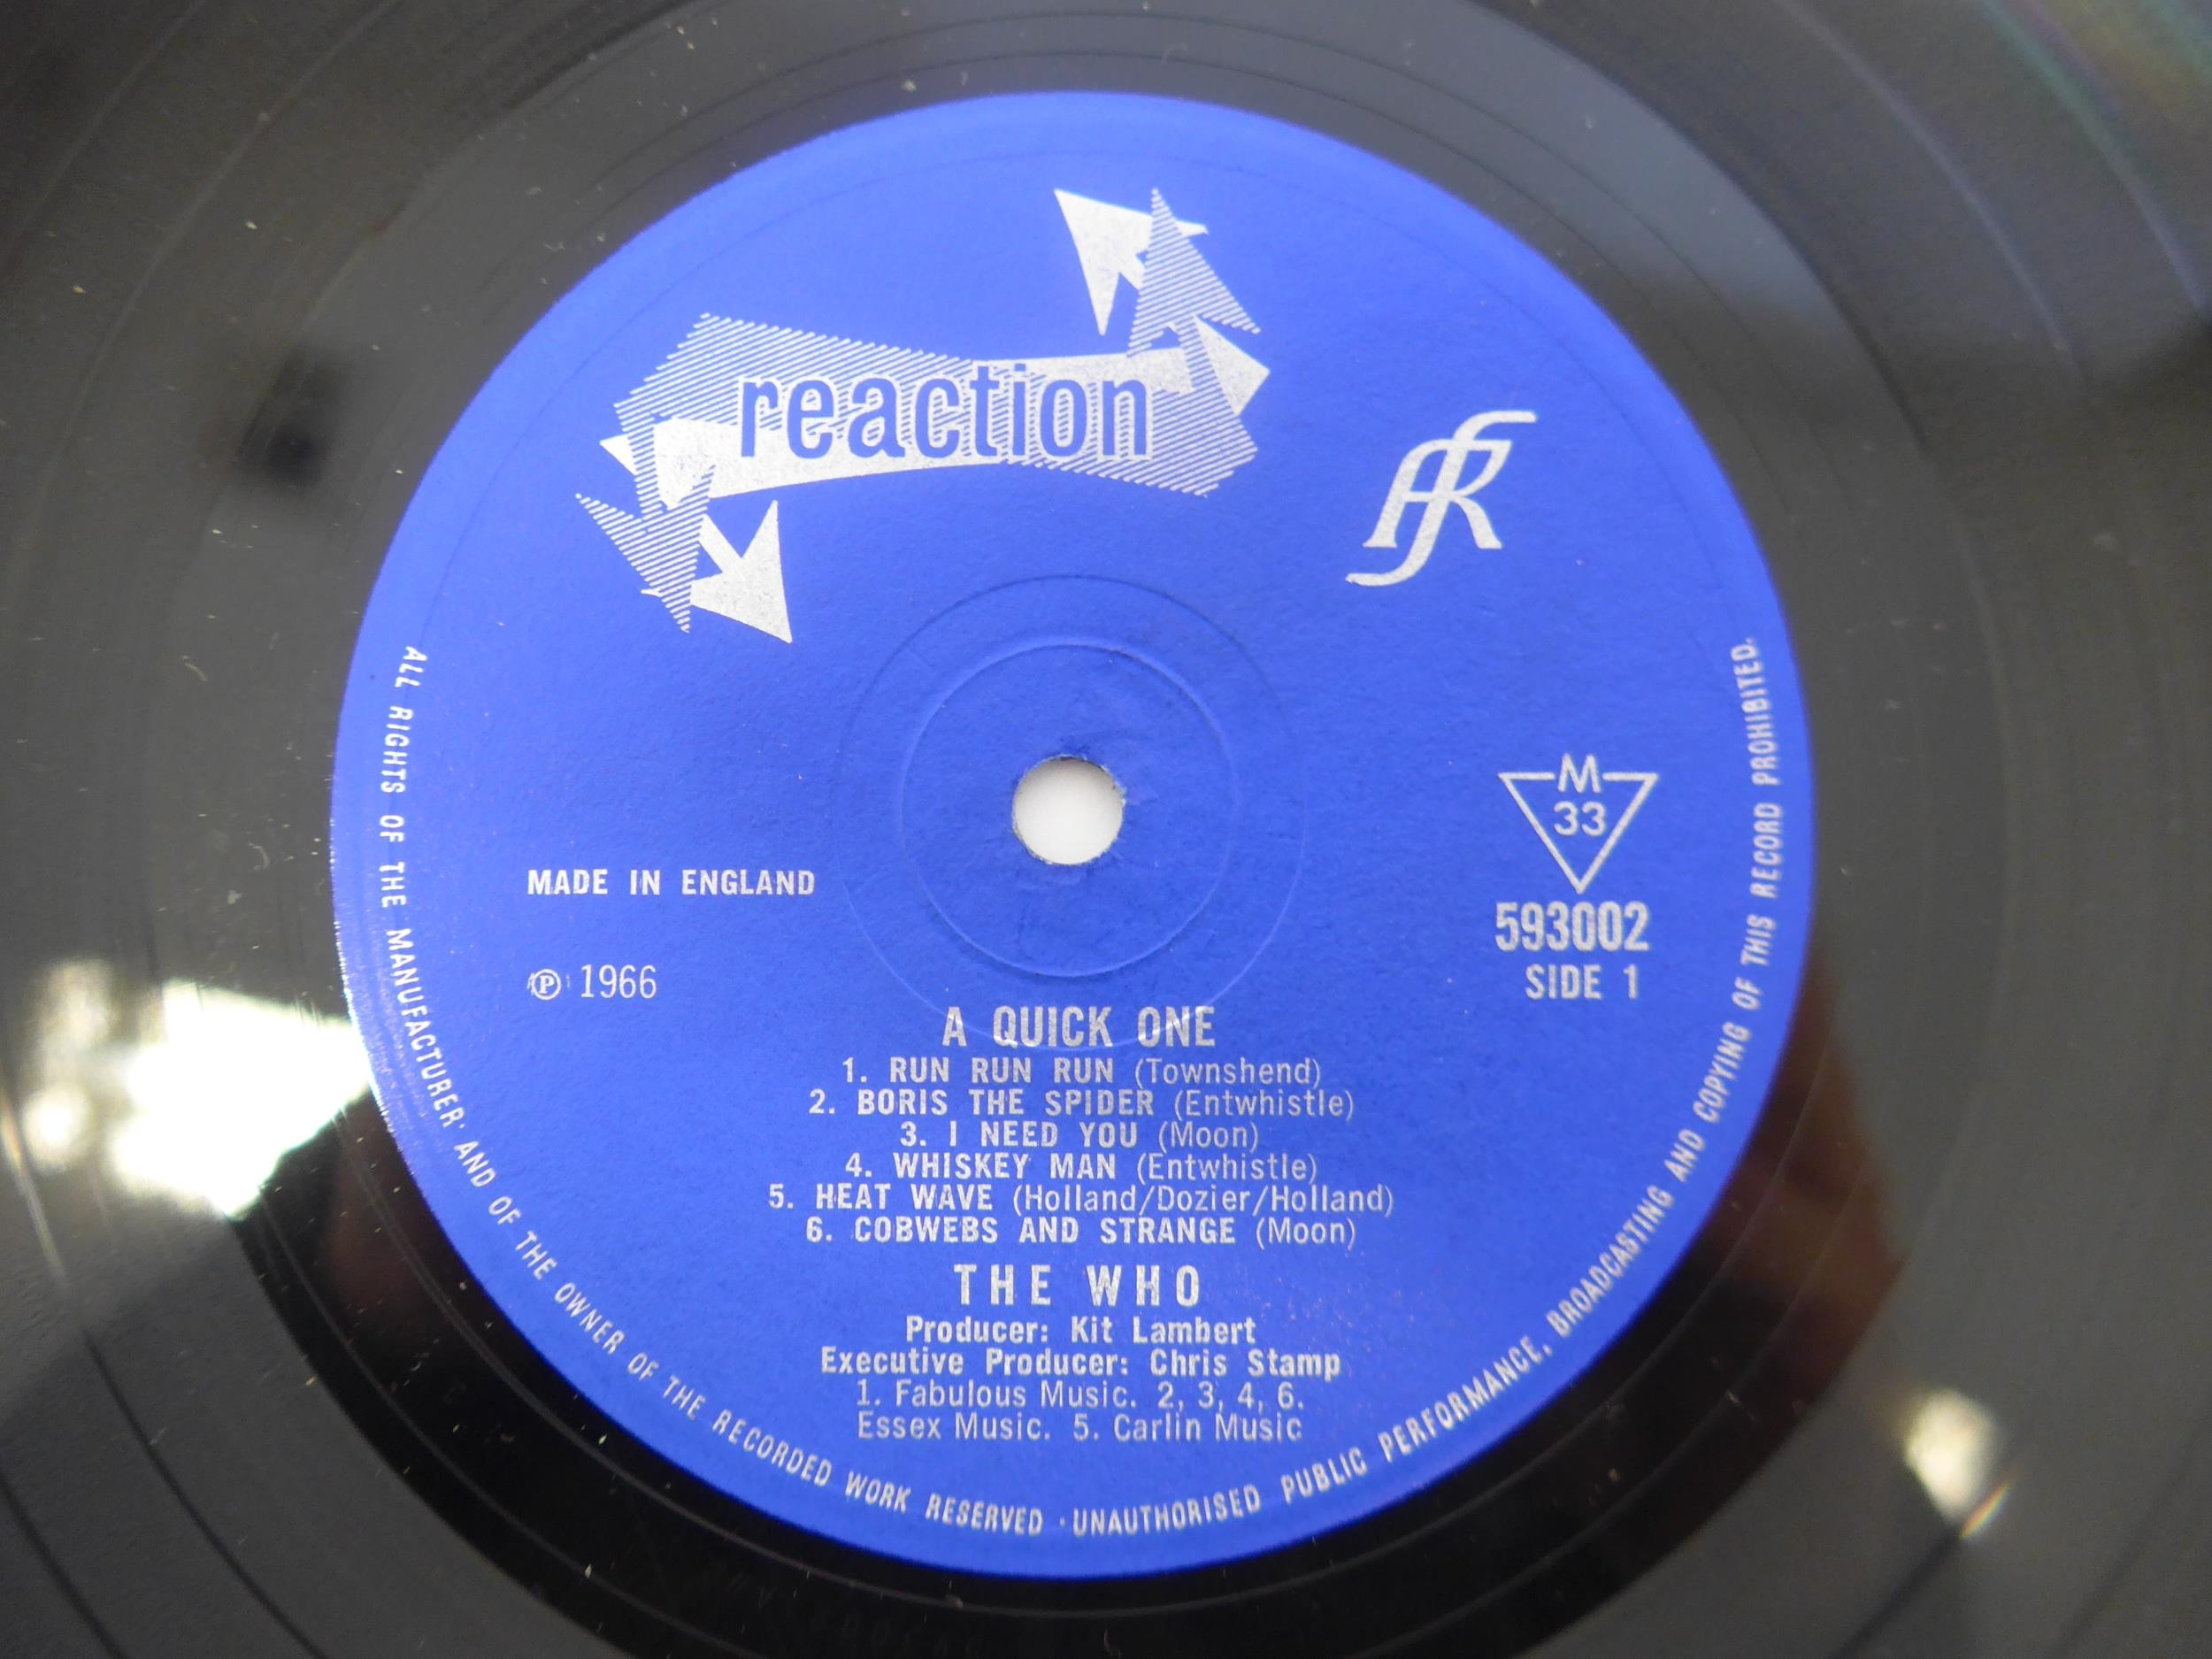 reaction
R
M
33
593002
SIDE 1
MADE IN ENGLAND
Ⓟ 1966
A QUICK ONE
1. RUN RUN RUN (Townshend)
2. BORIS THE SPIDER (Entwhistle)
3. I NEED YOU (Moon)
4. WHISKEY MAN (Entwhistle)
5. HEAT WAVE (Holland/Dozier/Holland)
6. COBWEBS AND STRANGE (Moon)
THE WHO
Producer: Kit Lambert
Executive Producer: Chris Stamp
1. Fabulous Music. 2, 3, 4, 6.
Essex Music. 5. Carlin Music
ALL RIGHTS OF THE MANUFACTURER AND OF THE OWNER OF THE RECORDED WORK RESERVED · UNAUTHORISED PUBLIC PERFORMANCE, BROADCASTING AND COPYING OF THIS RECORD PROHIBITED.